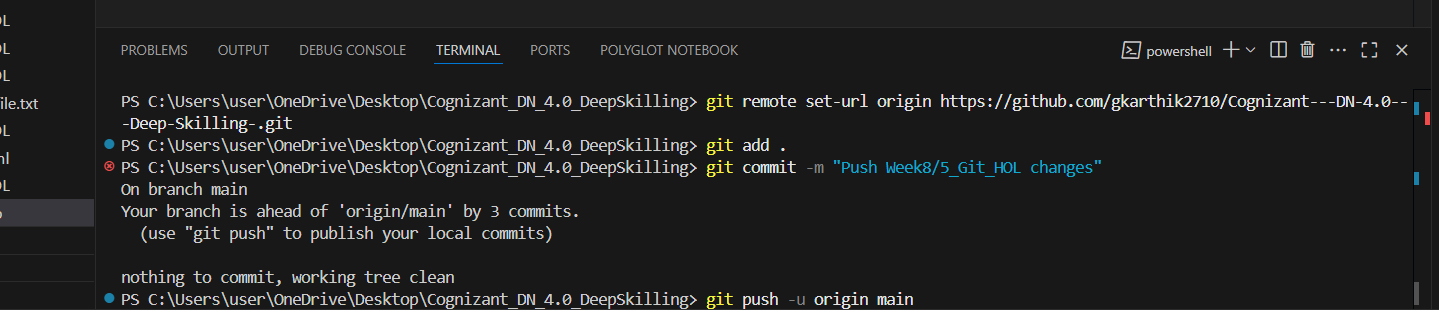 OL
OL
OL
file.txt
OL
ml
OL
PROBLEMS OUTPUT DEBUG CONSOLE TERMINAL PORTS POLYGLOT NOTEBOOK powershell
PS C:\Users\user\OneDrive\Desktop\Cognizant_DN_4.0_DeepSkilling> git remote set-url origin https://github.com/gkarthik2710/Cognizant---DN-4.0--
-Deep-Skilling-.git
PS C:\Users\user\OneDrive\Desktop\Cognizant_DN_4.0_DeepSkilling> git add .
PS C:\Users\user\OneDrive\Desktop\Cognizant_DN_4.0_DeepSkilling> git commit -m "Push Week8/5_Git_HOL changes"
On branch main
Your branch is ahead of 'origin/main' by 3 commits.
(use "git push" to publish your local commits)
nothing to commit, working tree clean
PS C:\Users\user\OneDrive\Desktop\Cognizant_DN_4.0_DeepSkilling> git push -u origin main